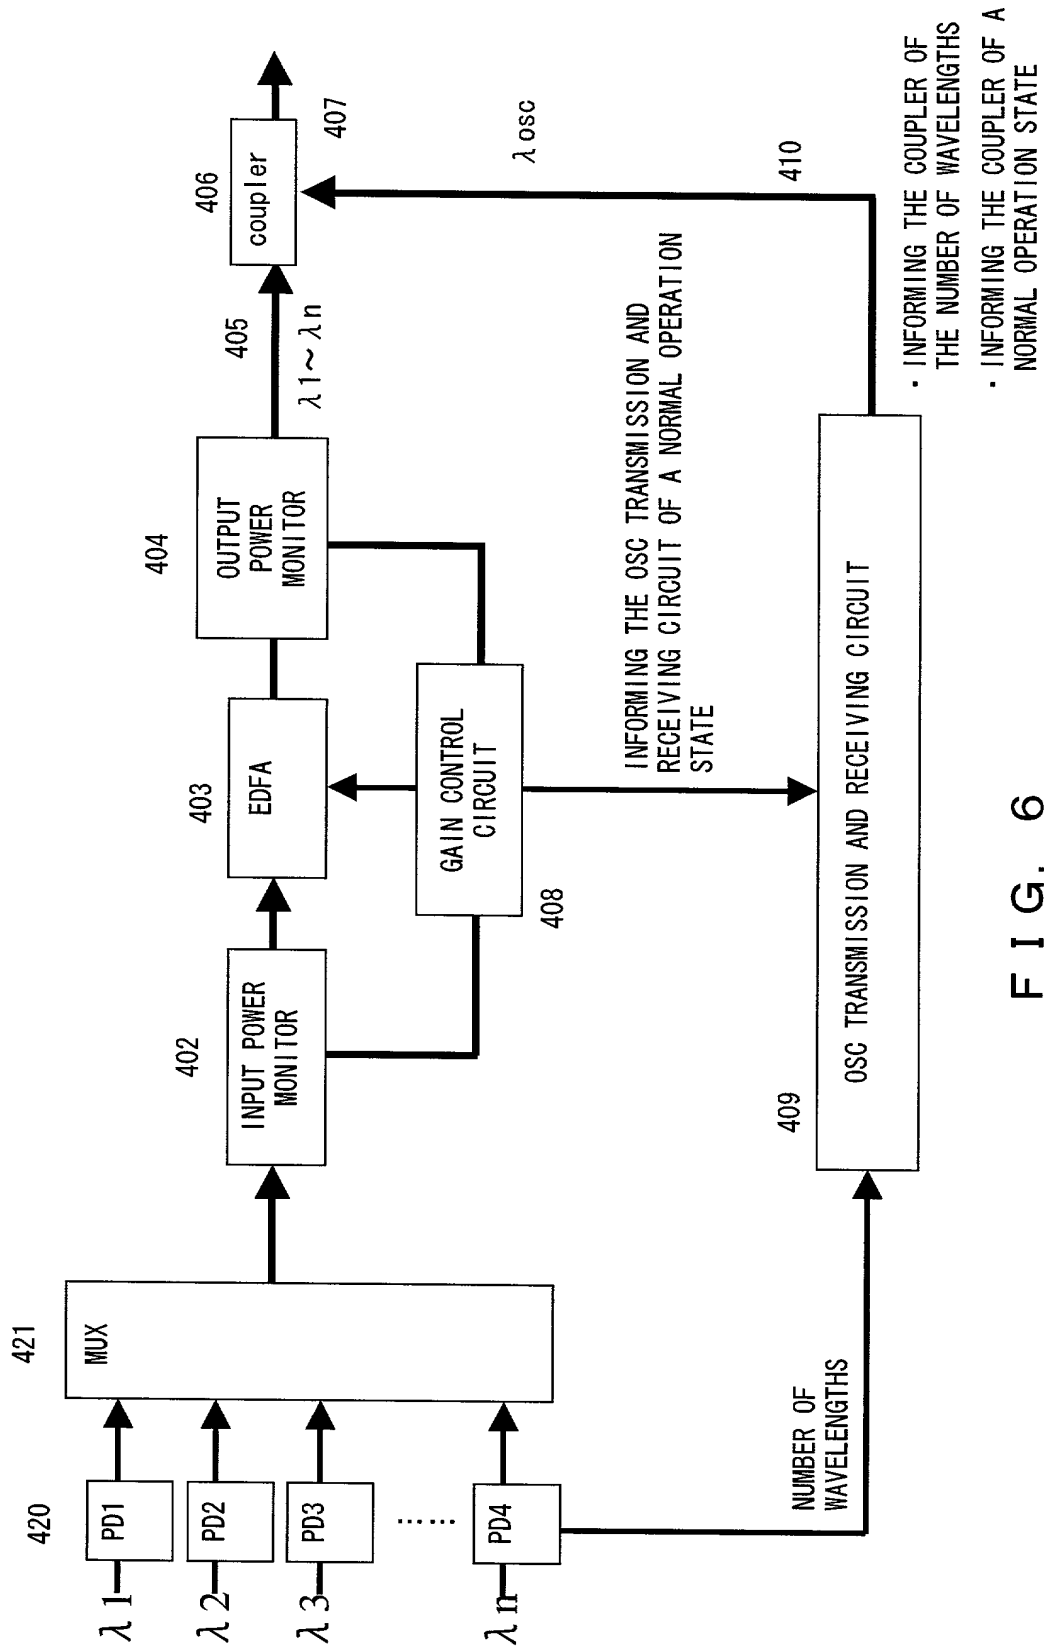 420
λ1
λ2
λ3
λn
PD1
PD2
PD3
......
PD4
421
MUX
402
INPUT POWER
MONITOR
403
EDFA
404
OUTPUT
POWER
MONITOR
405
λ1~λn
406
coupler
407
408
GAIN CONTROL
CIRCUIT
INFORMING THE OSC TRANSMISSION AND
RECEIVING CIRCUIT OF A NORMAL OPERATION
STATE
λosc
410
NUMBER OF
WAVELENGTHS
409
OSC TRANSMISSION AND RECEIVING CIRCUIT
· INFORMING THE COUPLER OF
THE NUMBER OF WAVELENGTHS
· INFORMING THE COUPLER OF A
NORMAL OPERATION STATE
FIG. 6